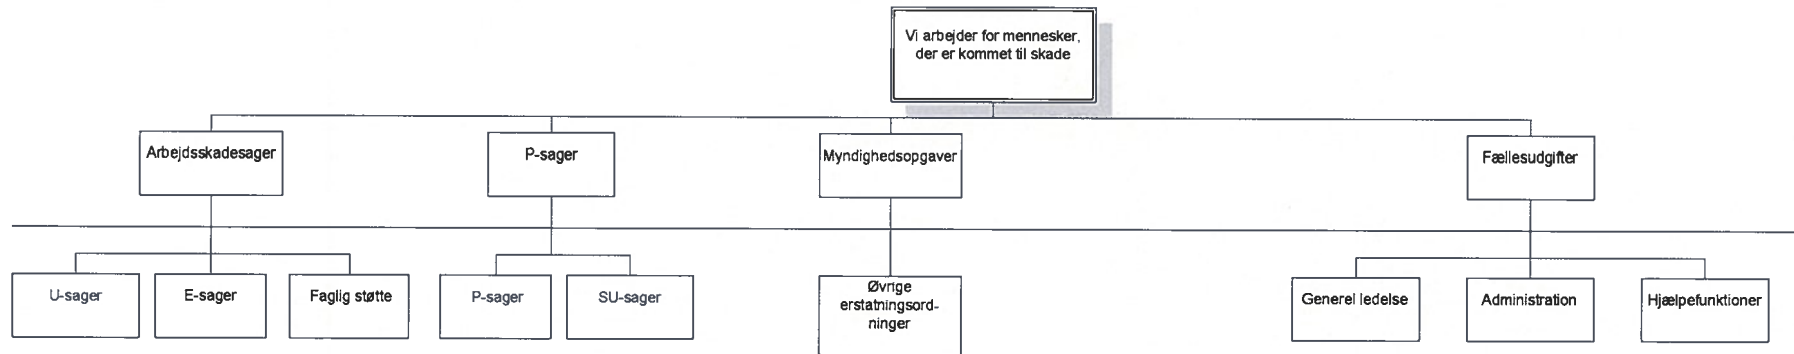 Vi arbejder for mennesker,
der er kommet til skade
Arbejdsskadesager
P-sager
Myndighedsopgaver
Fællesudgifter
U-sager
E-sager
Faglig støtte
P-sager
SU-sager
Øvrige
erstatningsord-
ninger
Generel ledelse
Administration
Hjælpefunktioner